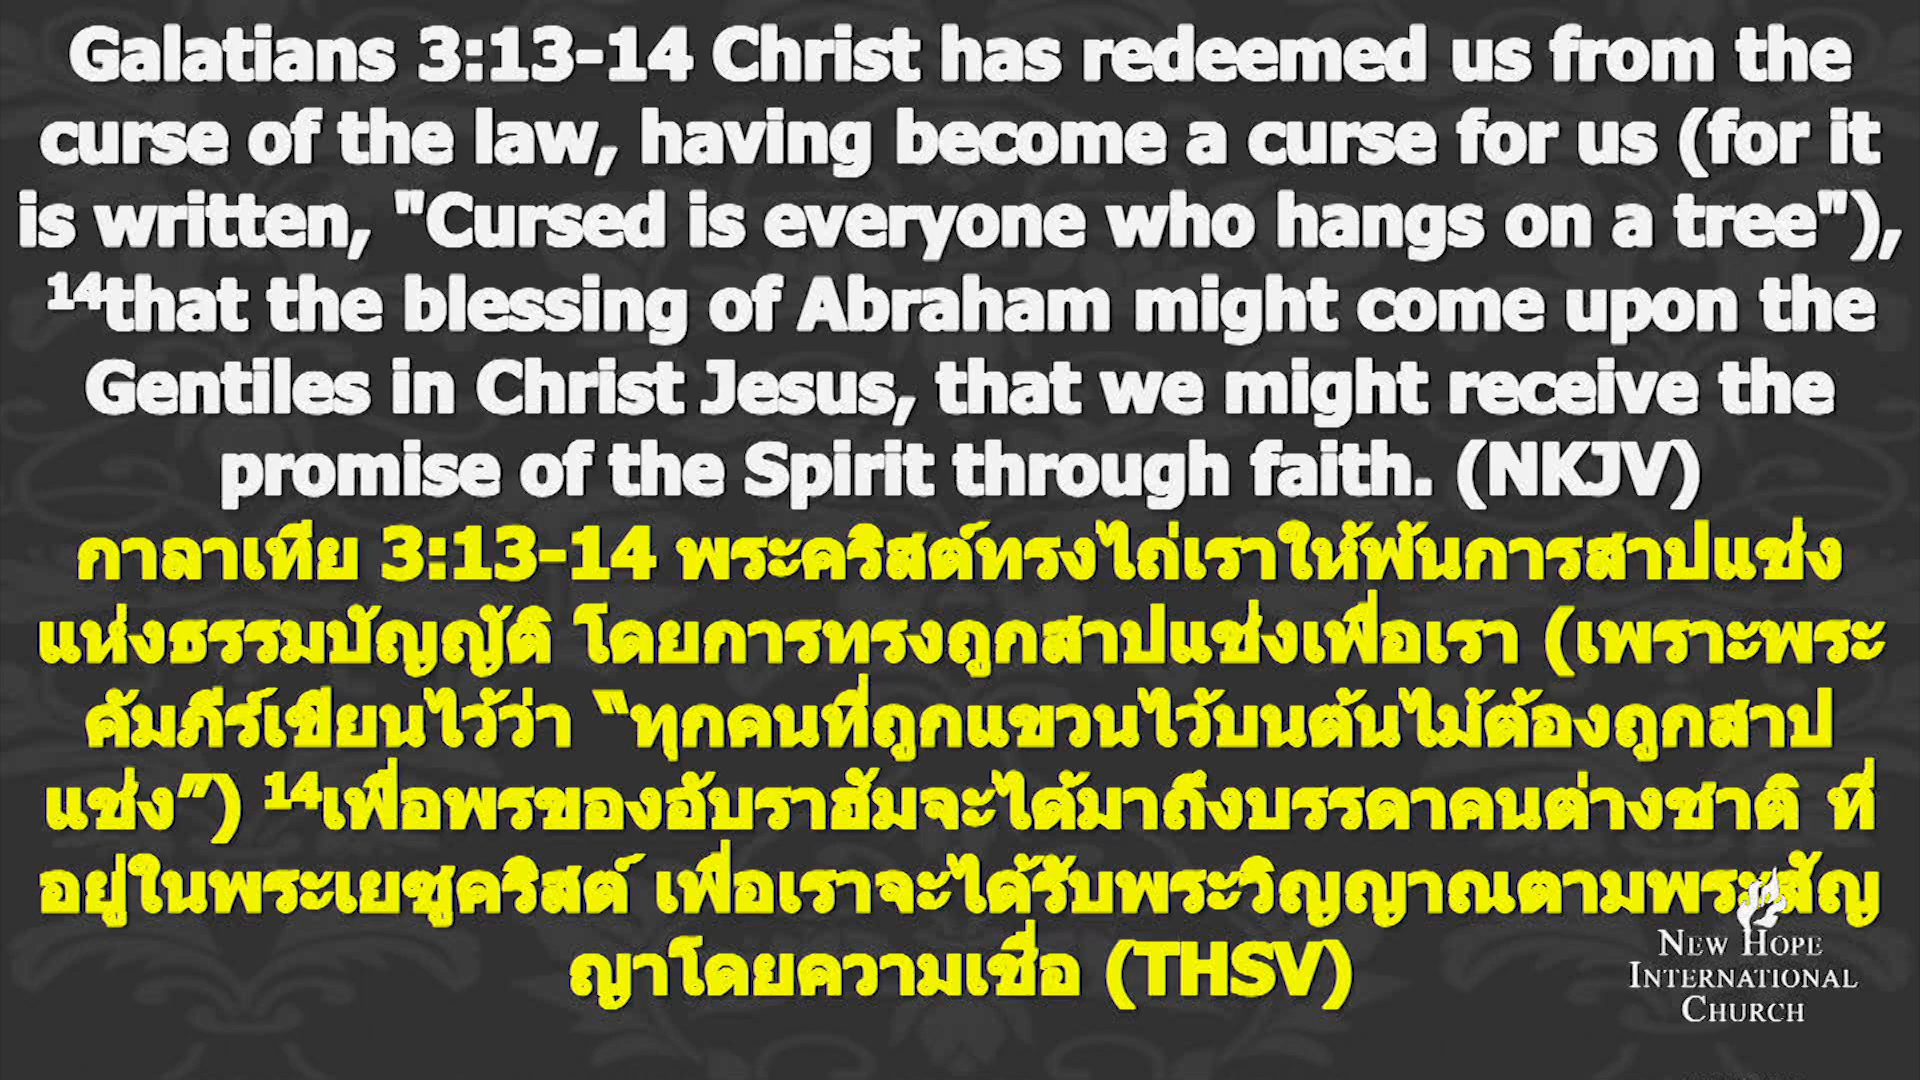 Galatians 3:13-14 Christ has redeemed us from the
curse of the law, having become a curse for us (for it
is written, "Cursed is everyone who hangs on a tree"),
¹⁴that the blessing of Abraham might come upon the
Gentiles in Christ Jesus, that we might receive the
promise of the Spirit through faith. (NKJV)
กาลาเทีย 3:13-14 พระคริสต์ทรงไถ่เราให้พ้นการสาปแช่ง
แห่งธรรมบัญญัติ โดยการทรงถูกสาปแช่งเพื่อเรา (เพราะพระ
คัมภีร์เขียนไว้ว่า “ทุกคนที่ถูกแขวนไว้บนต้นไม้ต้องถูกสาป
แช่ง”) ¹⁴เพื่อพรของอับราฮัมจะได้มาถึงบรรดาคนต่างชาติ ที่
อยู่ในพระเยซูคริสต์ เพื่อเราจะได้รับพระวิญญาณตามพระสัญ
ญาโดยความเชื่อ (THSV)
NEW HOPE
INTERNATIONAL
CHURCH